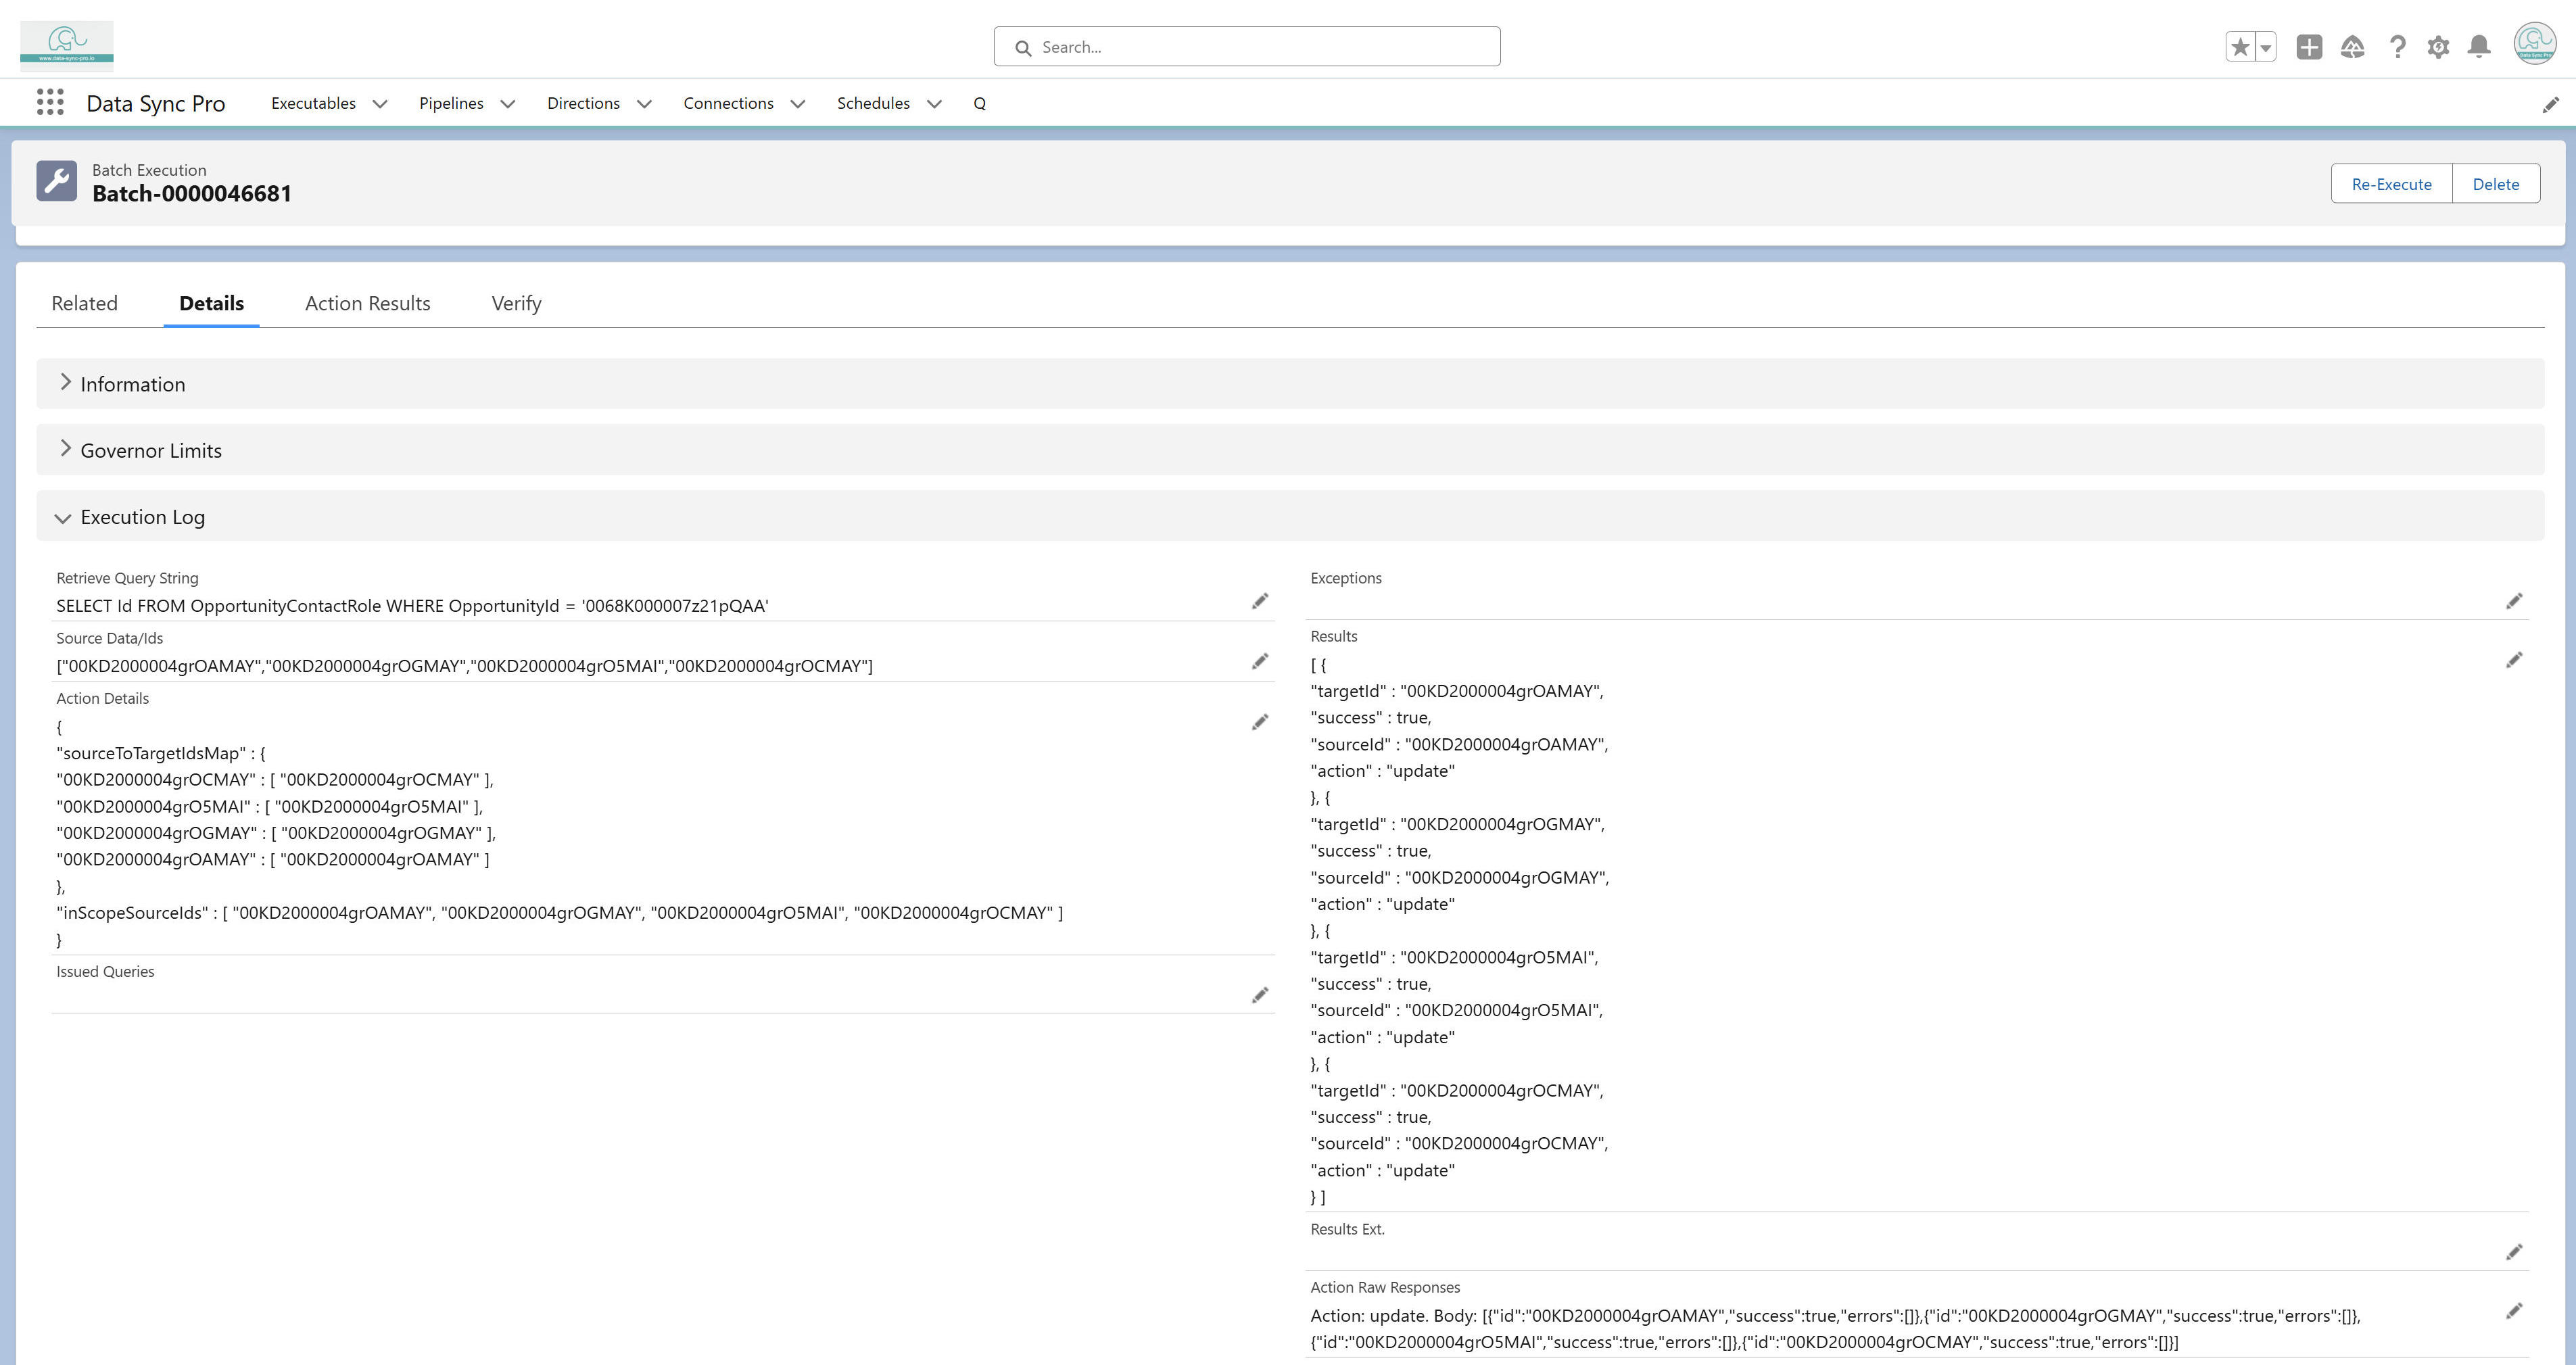 www.data-sync-pro.io
Search...
Data Sync Pro
Executables
Pipelines
Directions
Connections
Schedules
Q
Batch Execution
Batch-0000046681
Re-Execute
Delete
Related
Details
Action Results
Verify
Information
Governor Limits
Execution Log
Retrieve Query String
SELECT Id FROM OpportunityContactRole WHERE OpportunityId = '0068K000007z21pQAA'
Source Data/Ids
["00KD2000004grOAMAY","00KD2000004grOGMAY","00KD2000004grO5MAI","00KD2000004grOCMAY"]
Action Details
{
"sourceToTargetIdsMap" : {
"00KD2000004grOCMAY" : [ "00KD2000004grOCMAY" ],
"00KD2000004grO5MAI" : [ "00KD2000004grO5MAI" ],
"00KD2000004grOGMAY" : [ "00KD2000004grOGMAY" ],
"00KD2000004grOAMAY" : [ "00KD2000004grOAMAY" ]
},
"inScopeSourceIds" : [ "00KD2000004grOAMAY", "00KD2000004grOGMAY", "00KD2000004grO5MAI", "00KD2000004grOCMAY" ]
}
Issued Queries
Exceptions
Results
[ {
"targetId" : "00KD2000004grOAMAY",
"success" : true,
"sourceId" : "00KD2000004grOAMAY",
"action" : "update"
}, {
"targetId" : "00KD2000004grOGMAY",
"success" : true,
"sourceId" : "00KD2000004grOGMAY",
"action" : "update"
}, {
"targetId" : "00KD2000004grO5MAI",
"success" : true,
"sourceId" : "00KD2000004grO5MAI",
"action" : "update"
}, {
"targetId" : "00KD2000004grOCMAY",
"success" : true,
"sourceId" : "00KD2000004grOCMAY",
"action" : "update"
} ]
Results Ext.
Action Raw Responses
Action: update. Body: [{"id":"00KD2000004grOAMAY","success":true,"errors":[]},{"id":"00KD2000004grOGMAY","success":true,"errors":[]},
{"id":"00KD2000004grO5MAI","success":true,"errors":[]},{"id":"00KD2000004grOCMAY","success":true,"errors":[]}]